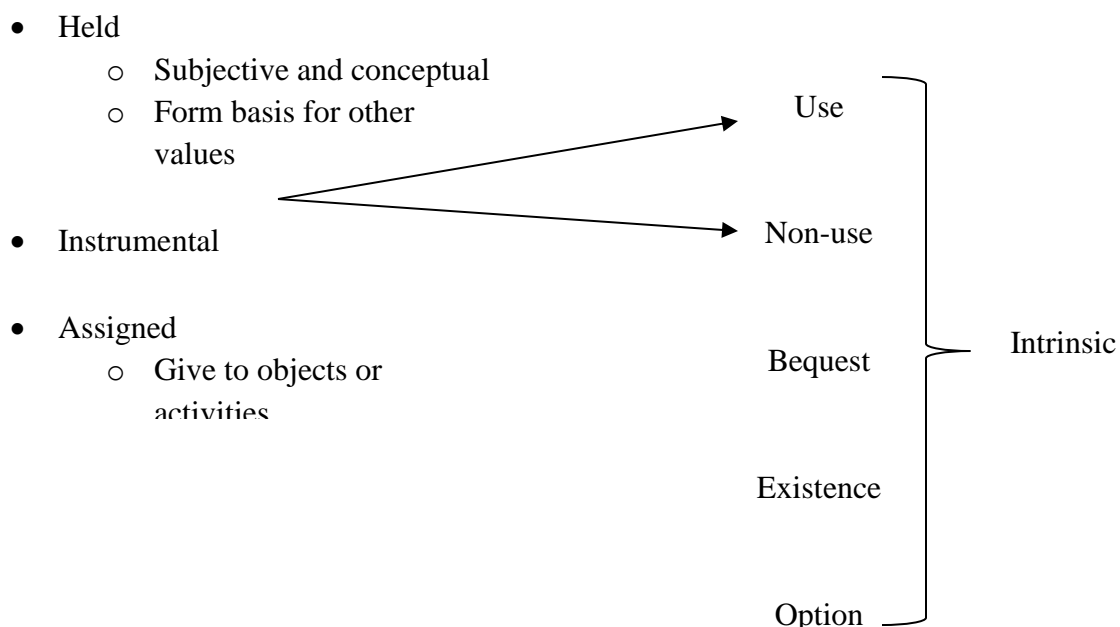 • Held
o Subjective and conceptual
o Form basis for other
values
• Instrumental
• Assigned
o Give to objects or
activities
Use
Non-use
Bequest
Existence
Option
Intrinsic